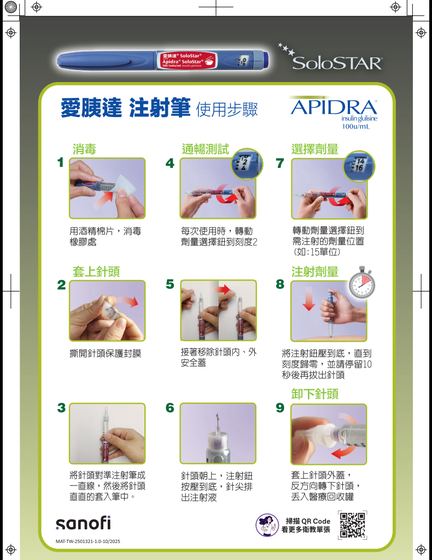 愛胰達® SoloStar®
Apidra® SoloStar®
SoloSTAR®
愛胰達 注射筆 使用步驟
APIDRA®
insulin glulisine
100u/mL
消毒
1
用酒精棉片，消毒
橡膠處
套上針頭
2
撕開針頭保護封膜
3
將針頭對準注射筆成
一直線，然後將針頭
直直的套入筆中。
通暢測試
4
每次使用時，轉動
劑量選擇鈕到刻度2
5
接著移除針頭內、外
安全蓋
6
針頭朝上，注射鈕
按壓到底，針尖排
出注射液
選擇劑量
7
14
16
轉動劑量選擇鈕到
需注射的劑量位置
(如:15單位)
注射劑量
8
將注射鈕壓到底，直到
刻度歸零，並請停留10
秒後再拔出針頭
卸下針頭
9
套上針頭外蓋，
反方向轉下針頭，
丟入醫療回收罐
sanofi
MAT-TW-2501321-1.0-10/2025
掃描 QR Code
看更多衛教單張